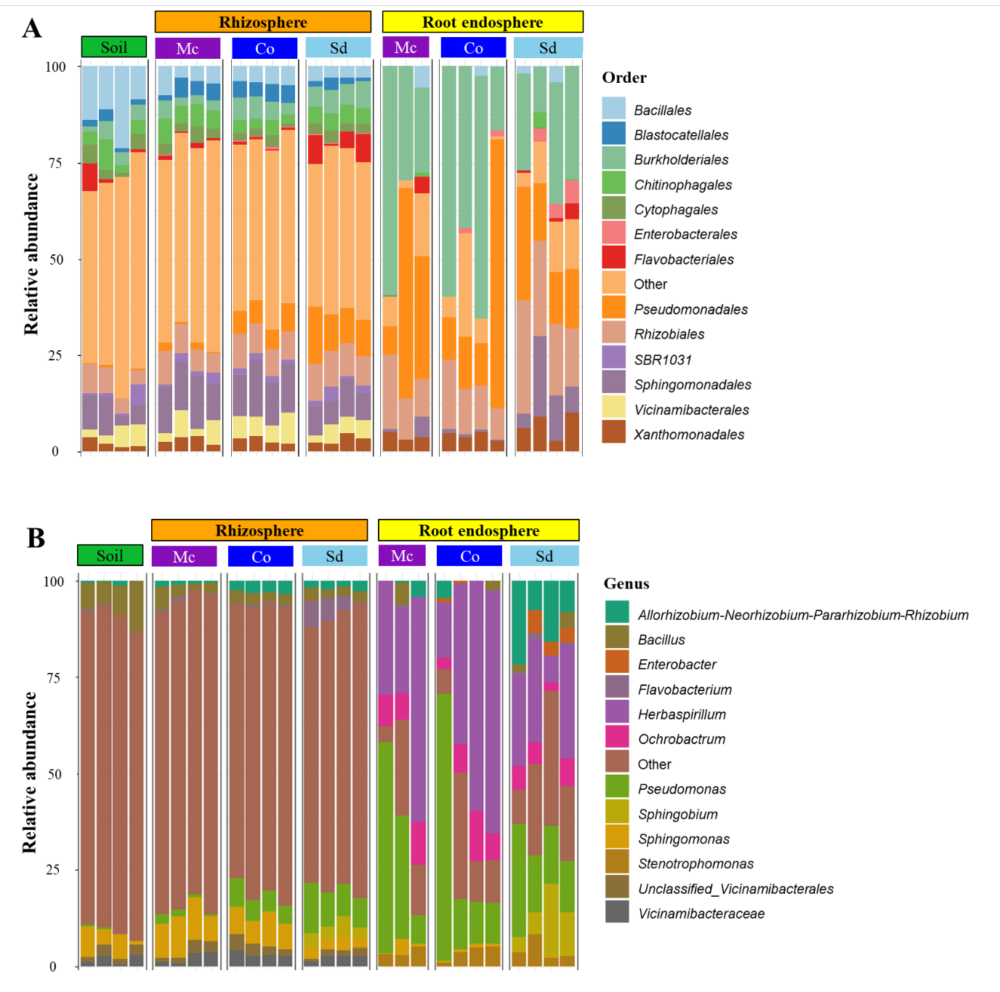 A
Rhizosphere
Root endosphere
Soil
Mc
Co
Sd
Mc
Co
Sd
100
75
50
25
0
Relative abundance
Order
Bacillales
Blastocatellales
Burkholderiales
Chitinophagales
Cytophagales
Enterobacterales
Flavobacteriales
Other
Pseudomonadales
Rhizobiales
SBR1031
Sphingomonadales
Vicinamibacterales
Xanthomonadales
B
Rhizosphere
Root endosphere
Soil
Mc
Co
Sd
Mc
Co
Sd
100
75
50
25
0
Relative abundance
Genus
Allorhizobium-Neorhizobium-Pararhizobium-Rhizobium
Bacillus
Enterobacter
Flavobacterium
Herbaspirillum
Ochrobactrum
Other
Pseudomonas
Sphingobium
Sphingomonas
Stenotrophomonas
Unclassified_Vicinamibacterales
Vicinamibacteraceae